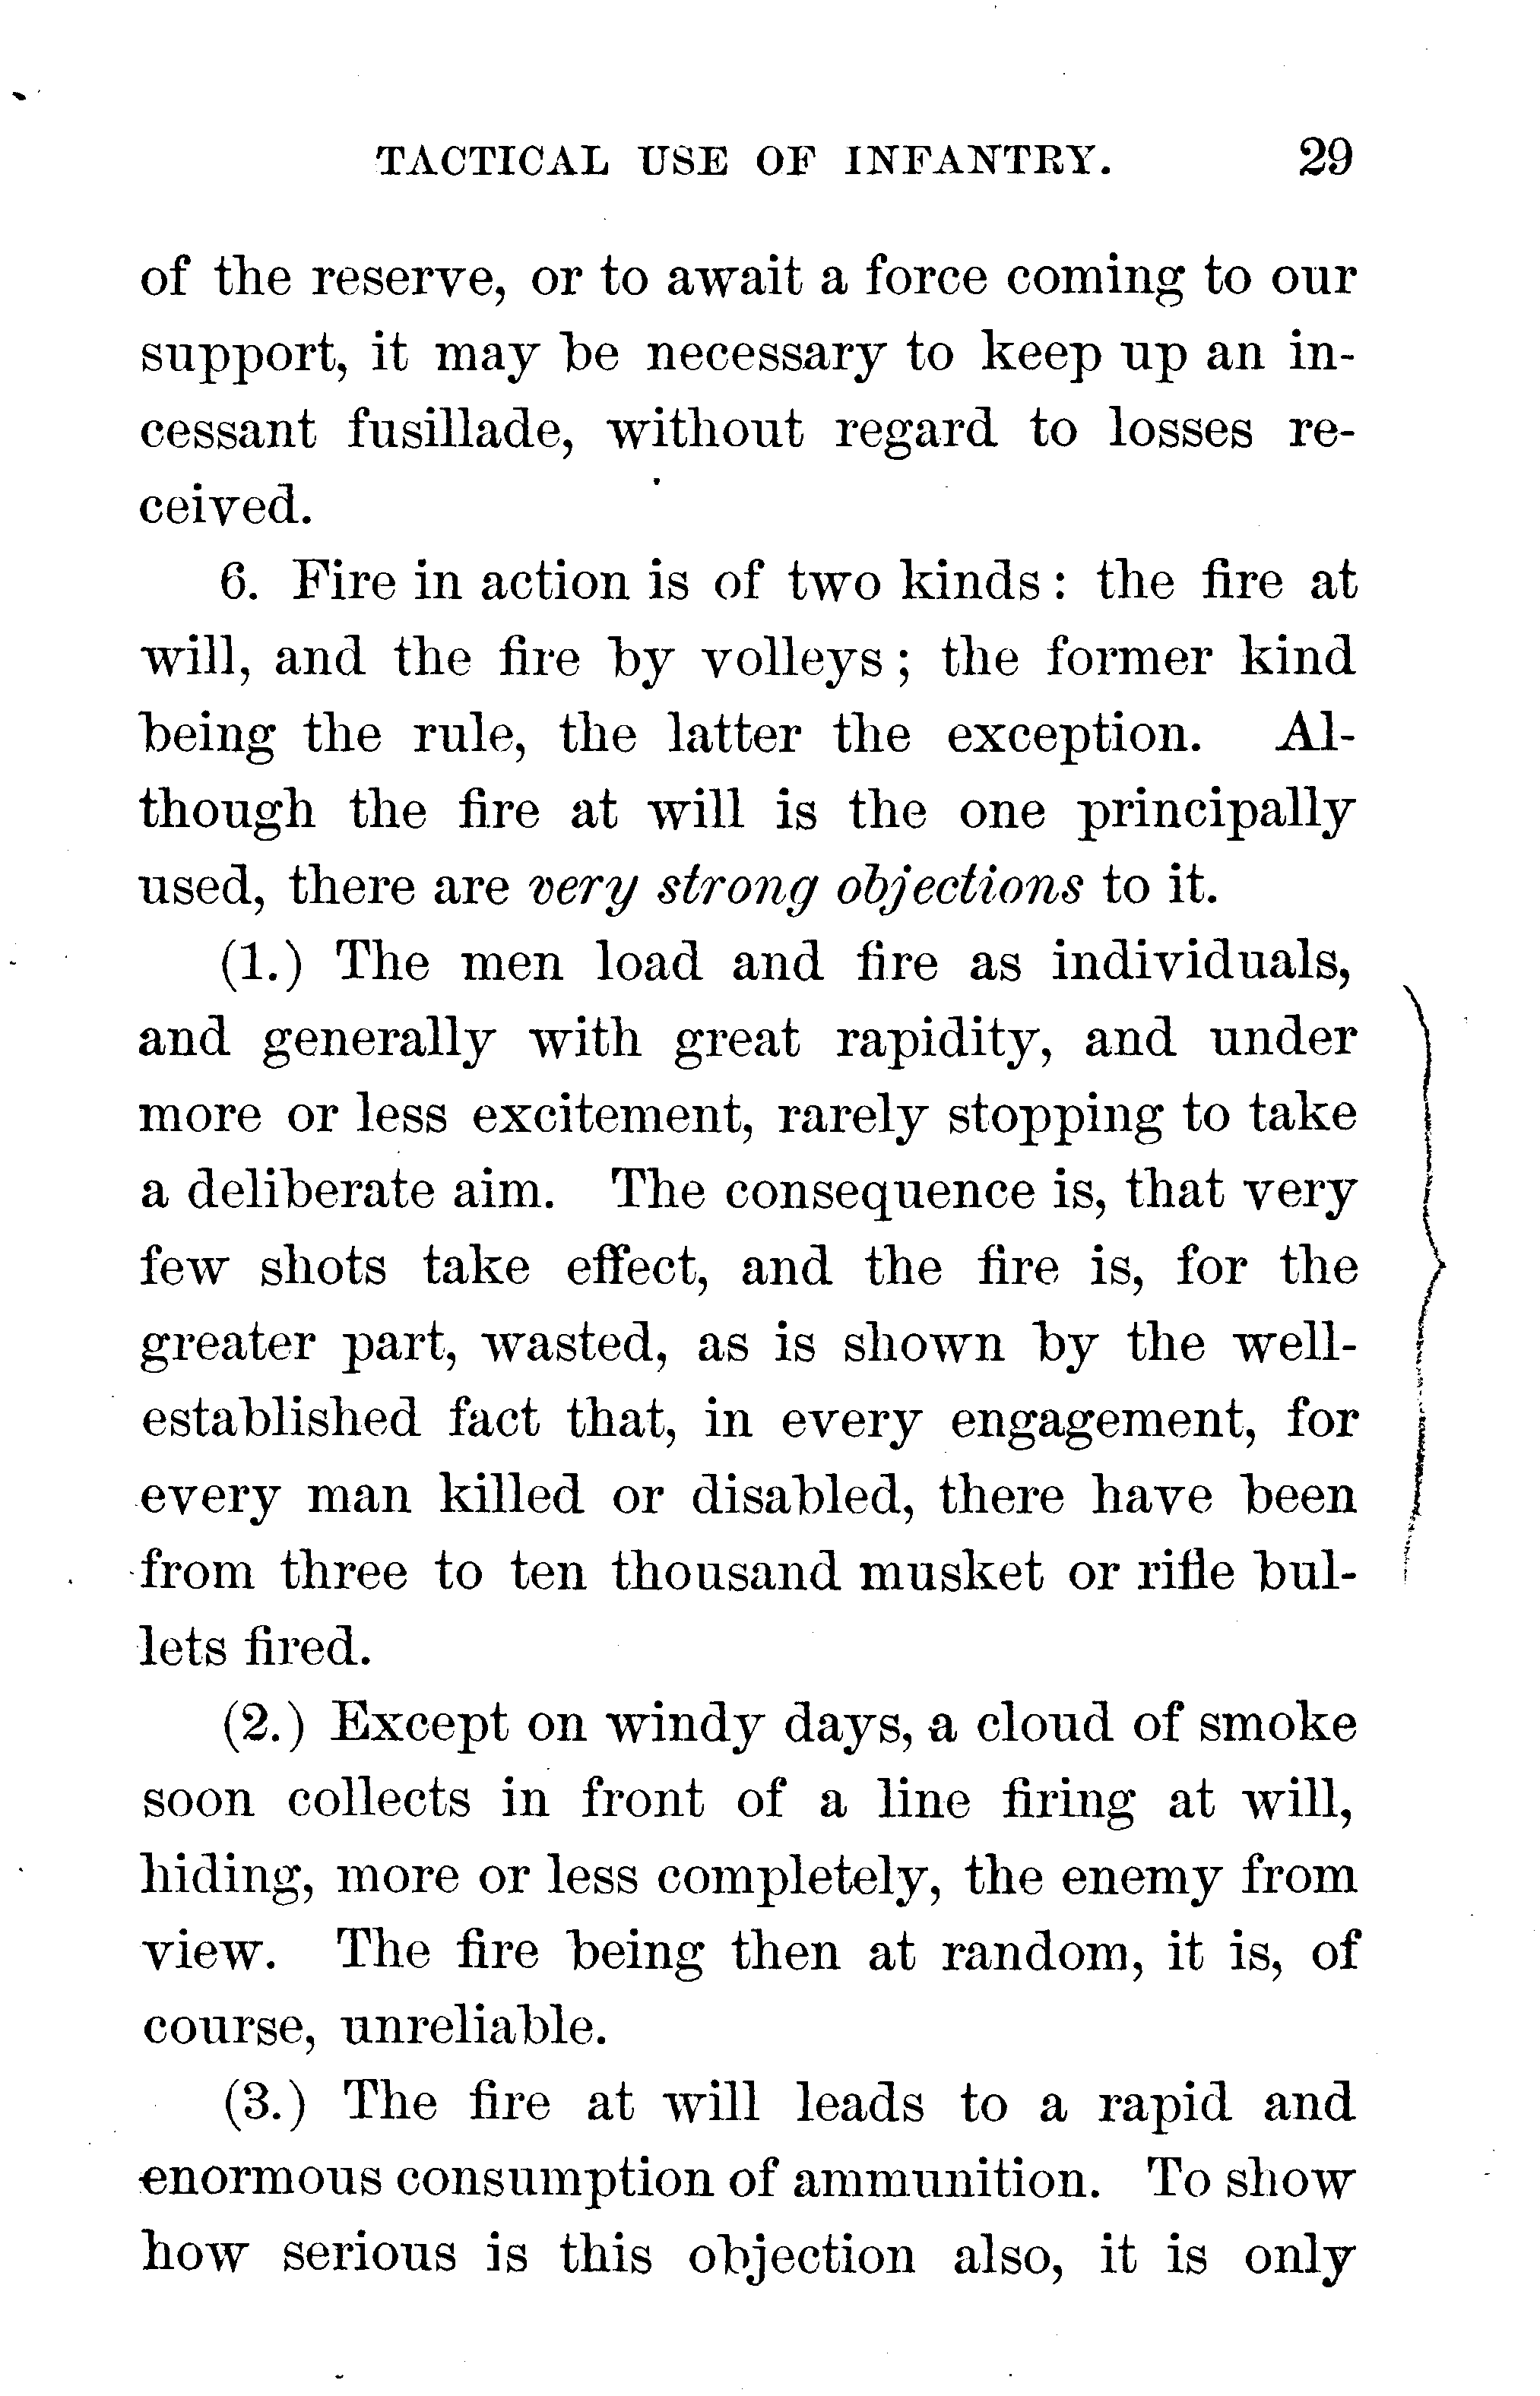 TACTICAL USE OF INFANTRY. 29
of the reserve, or to await a force coming to our
support, it may be necessary to keep up an in-
cessant fusillade, without regard to losses re-
ceived.
6. Fire in action is of two kinds: the fire at
will, and the fire by volleys; the former kind
being the rule, the latter the exception. Al-
though the fire at will is the one principally
used, there are very strong objections to it.
(1.) The men load and fire as individuals,
and generally with great rapidity, and under
more or less excitement, rarely stopping to take
a deliberate aim. The consequence is, that very
few shots take effect, and the fire is, for the
greater part, wasted, as is shown by the well-
established fact that, in every engagement, for
every man killed or disabled, there have been
from three to ten thousand musket or rifle bul-
lets fired.
(2.) Except on windy days, a cloud of smoke
soon collects in front of a line firing at will,
hiding, more or less completely, the enemy from
view. The fire being then at random, it is, of
course, unreliable.
(3.) The fire at will leads to a rapid and
enormous consumption of ammunition. To show
how serious is this objection also, it is only